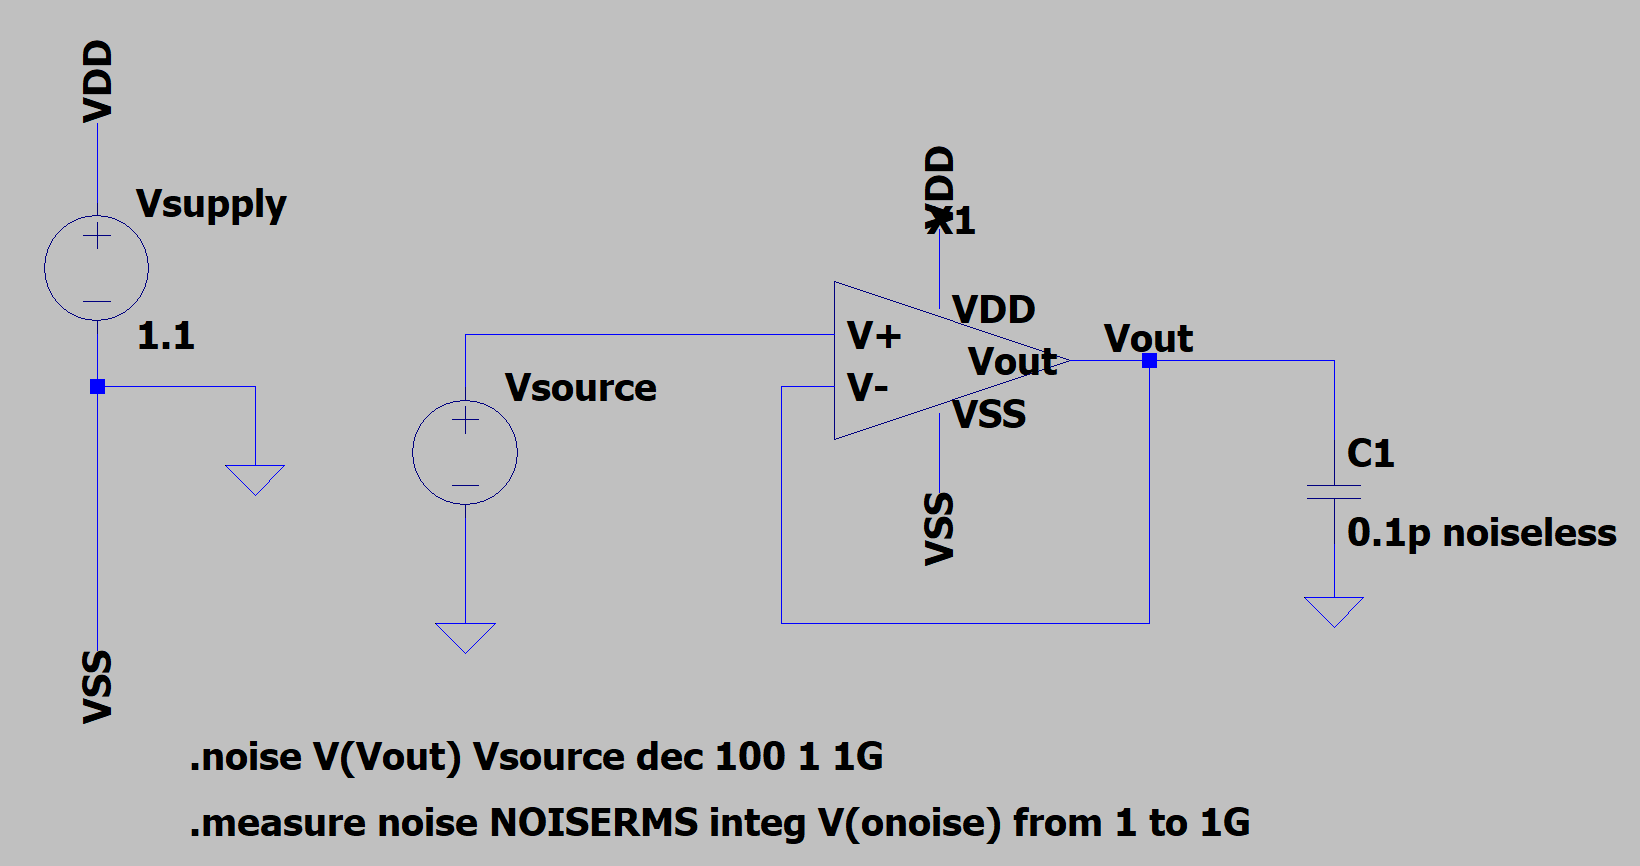 VDD
Vsupply
1.1
VSS
Vsource
VDD
X1
V+
V-
VDD
Vout
VSS
VSS
Vout
C1
0.1p noiseless
.noise V(Vout) Vsource dec 100 1 1G
.measure noise NOISERMS integ V(onoise) from 1 to 1G